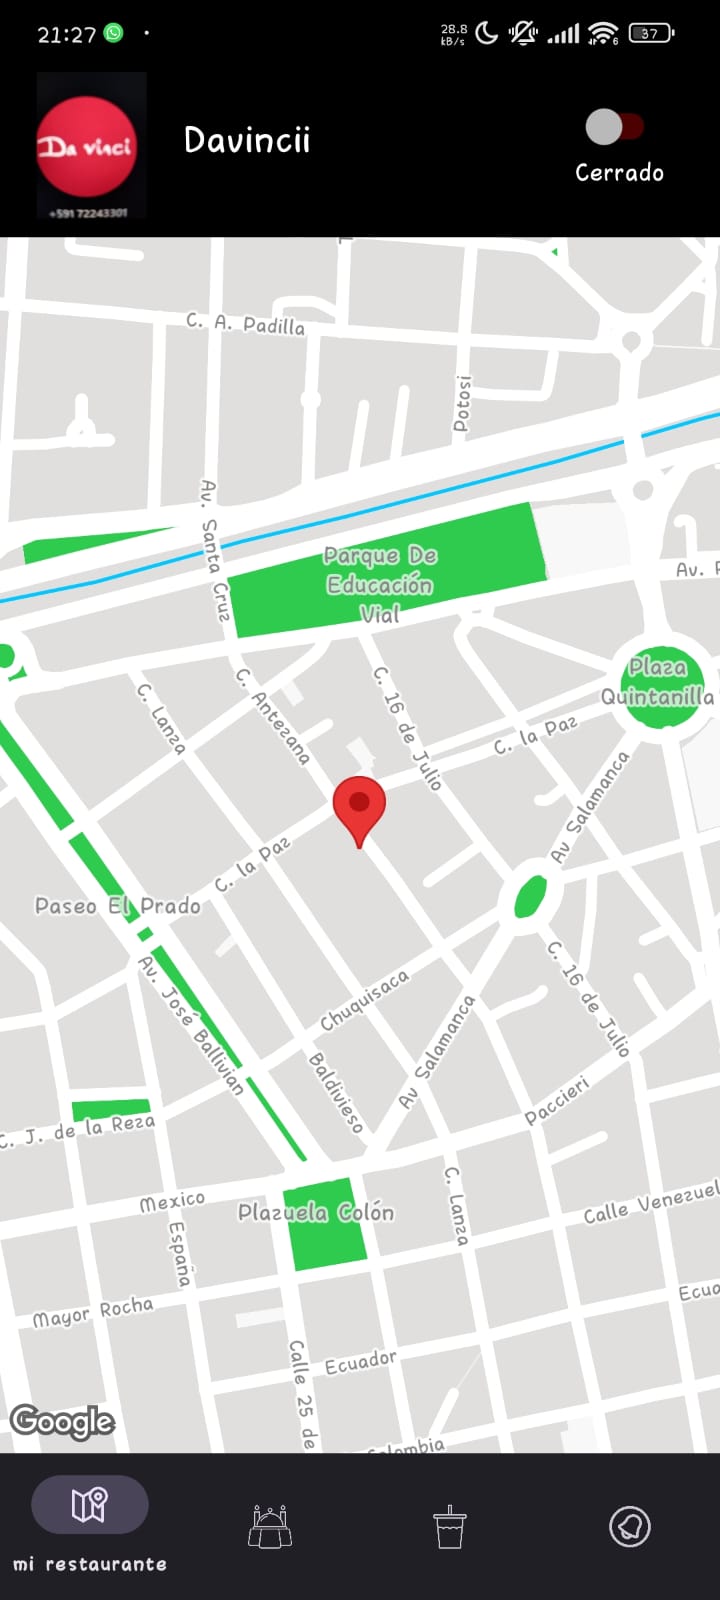 21:27
28.8
kB/s
6
37
Da vinci
+591 72243301
Davincii
Cerrado
C. A. Padilla
Potosi
Av. Santa Cruz
Parque De
Educación
Vial
Av.
Plaza
Quintanilla
C. Lanza
C. Antezana
C. 16 de Julio
C. la Paz
Av Salamanca
C. la Paz
Paseo El Prado
Av. José Ballivian
Chuquisaca
Baldivieso
Av Salamanca
C. 16 de Julio
Paccieri
C. J. de la Reza
Mexico
España
Plazuela Colón
C. Lanza
Calle Venezuel
Mayor Rocha
Ecua
Calle 25 de
Ecuador
Colombia
Google
mi restaurante